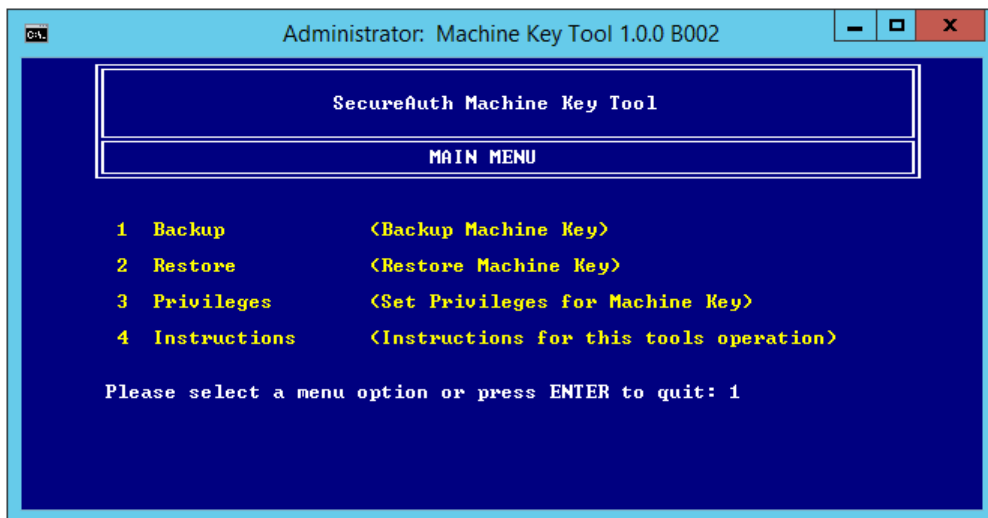 Administrator: Machine Key Tool 1.0.0 B002
SecureAuth Machine Key Tool
MAIN MENU
1 Backup (Backup Machine Key)
2 Restore (Restore Machine Key)
3 Privileges (Set Privileges for Machine Key)
4 Instructions (Instructions for this tools operation)
Please select a menu option or press ENTER to quit: 1